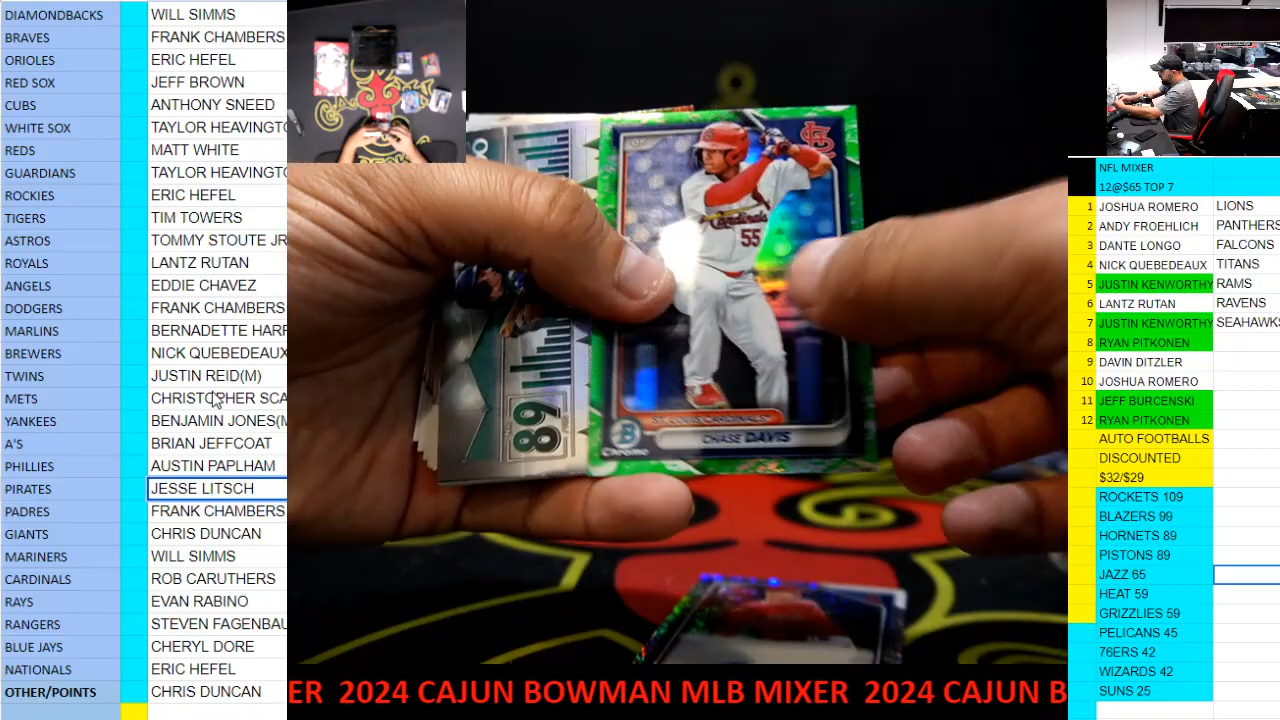 DIAMONDBACKS WILL SIMMS
BRAVES FRANK CHAMBERS
ORIOLES ERIC HEFEL
RED SOX JEFF BROWN
CUBS ANTHONY SNEED
WHITE SOX TAYLOR HEAVINGTO
REDS MATT WHITE
GUARDIANS TAYLOR HEAVINGTO
ROCKIES ERIC HEFEL
TIGERS TIM TOWERS
ASTROS TOMMY STOUTE JR
ROYALS LANTZ RUTAN
ANGELS EDDIE CHAVEZ
DODGERS FRANK CHAMBERS
MARLINS BERNADETTE HARR
BREWERS NICK QUEBEDEAUX
TWINS JUSTIN REID(M)
METS CHRISTOPHER SCA
YANKEES BENJAMIN JONES(M
A'S BRIAN JEFFCOAT
PHILLIES AUSTIN PAPLHAM
PIRATES JESSE LITSCH
PADRES FRANK CHAMBERS
GIANTS CHRIS DUNCAN
MARINERS WILL SIMMS
CARDINALS ROB CARUTHERS
RAYS EVAN RABINO
RANGERS STEVEN FAGENBAU
BLUE JAYS CHERYL DORE
NATIONALS ERIC HEFEL
OTHER/POINTS CHRIS DUNCAN
Cardinals
55
ST. LOUIS CARDINALS
CHASE DAVIS
B
Chrome
89
ER 2024 CAJUN BOWMAN MLB MIXER 2024 CAJUN B
NFL MIXER
12@$65 TOP 7
1 JOSHUA ROMERO LIONS
2 ANDY FROEHLICH PANTHERS
3 DANTE LONGO FALCONS
4 NICK QUEBEDEAUX TITANS
5 JUSTIN KENWORTHY RAMS
6 LANTZ RUTAN RAVENS
7 JUSTIN KENWORTHY SEAHAWKS
8 RYAN PITKONEN
9 DAVIN DITZLER
10 JOSHUA ROMERO
11 JEFF BURCENSKI
12 RYAN PITKONEN
AUTO FOOTBALLS
DISCOUNTED
$32/$29
ROCKETS 109
BLAZERS 99
HORNETS 89
PISTONS 89
JAZZ 65
HEAT 59
GRIZZLIES 59
PELICANS 45
76ERS 42
WIZARDS 42
SUNS 25